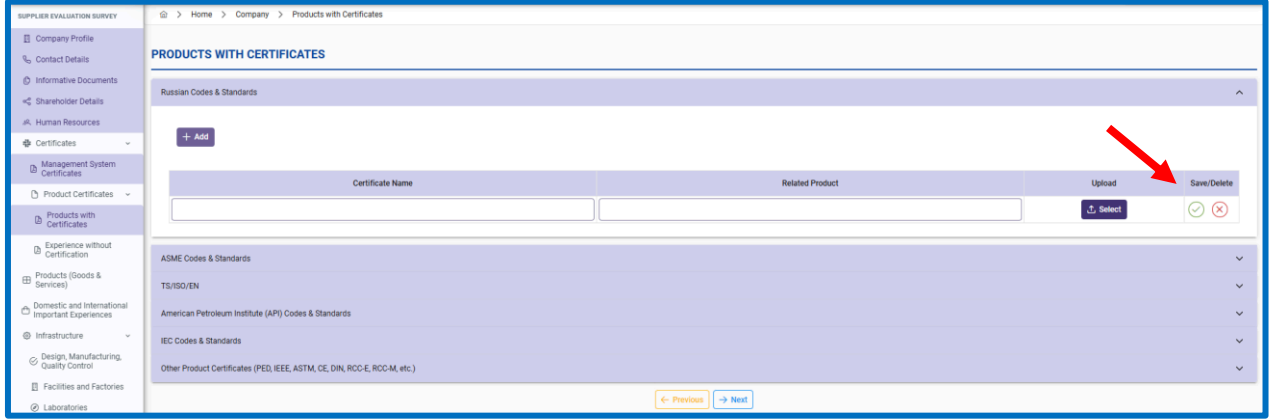 SUPPLIER EVALUATION SURVEY
Company Profile
Contact Details
Informative Documents
Shareholder Details
Human Resources
Certificates
Management System
Certificates
Product Certificates
Products with
Certificates
Experience without
Certification
Products (Goods &
Services)
Domestic and International
Important Experiences
Infrastructure
Design, Manufacturing,
Quality Control
Facilities and Factories
Laboratories
> Home > Company > Products with Certificates
PRODUCTS WITH CERTIFICATES
Russian Codes & Standards
+ Add
Certificate Name Related Product Upload Save/Delete
Select
ASME Codes & Standards
TS/ISO/EN
American Petroleum Institute (API) Codes & Standards
IEC Codes & Standards
Other Product Certificates (PED, IEEE, ASTM, CE, DIN, RCC-E, RCC-M, etc.)
← Previous → Next